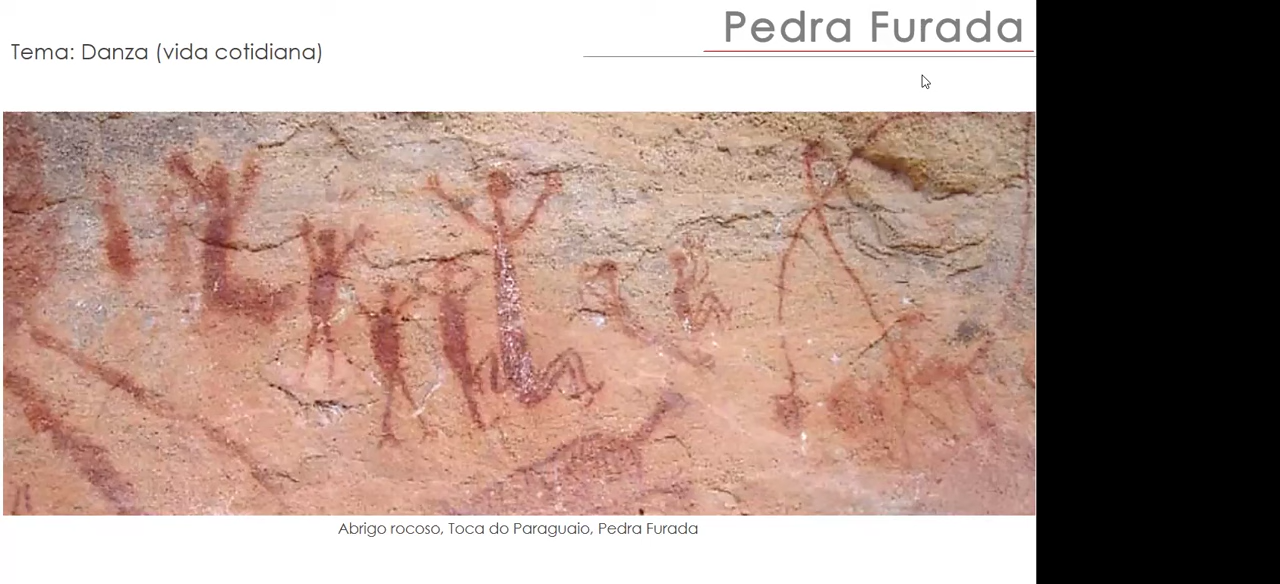 Pedra Furada
Tema: Danza (vida cotidiana)
Abrigo rocoso, Toca do Paraguaio, Pedra Furada